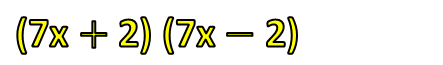 (7x + 2) (7x − 2)